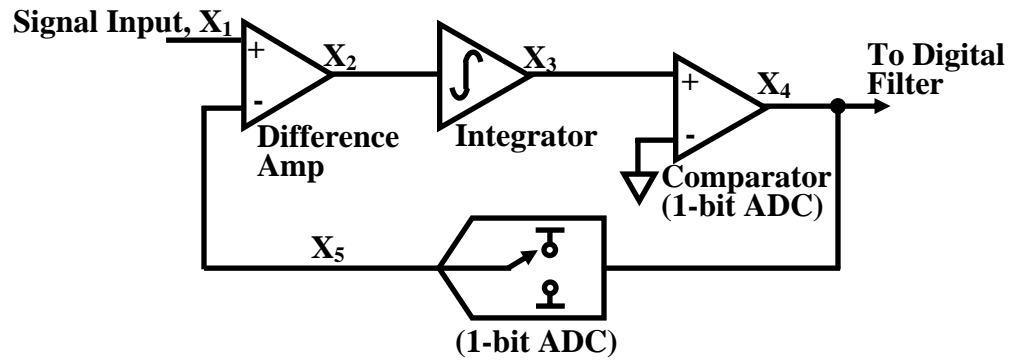 Signal Input, X1
+
-
X2
Difference
Amp
X3
Integrator
+
-
X4
To Digital
Filter
Comparator
(1-bit ADC)
X5
(1-bit ADC)